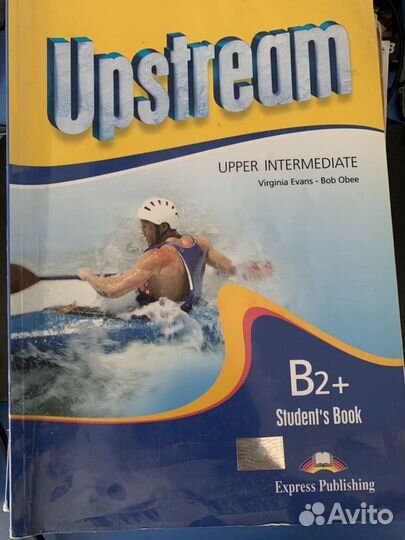 Upstream
UPPER INTERMEDIATE
Virginia Evans - Bob Obee
B2+
Student's Book
Express Publishing
Avito